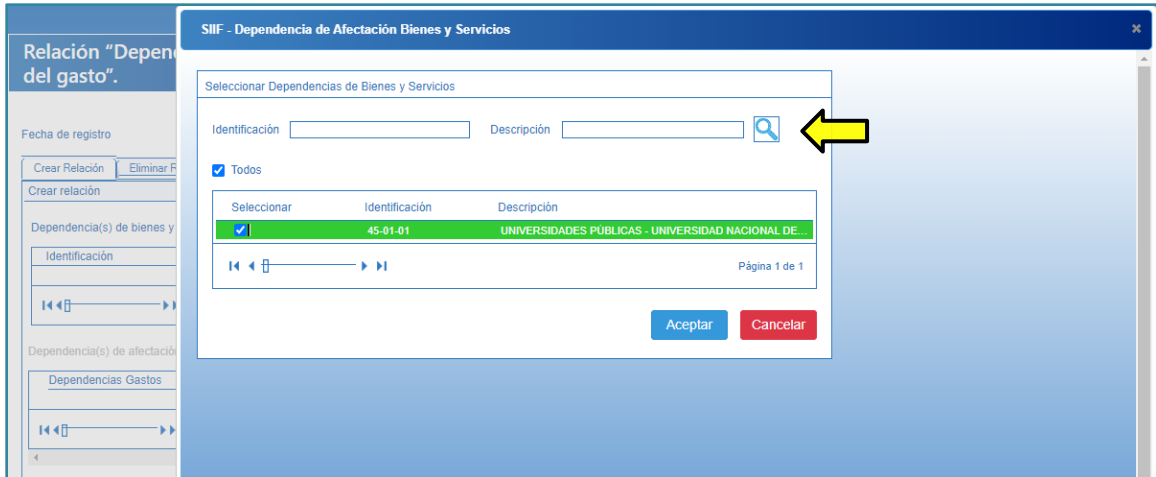 SIIF - Dependencia de Afectación Bienes y Servicios
Relación “Depen
del gasto”.
Fecha de registro
Crear Relación
Eliminar R
Crear relación
Dependencia(s) de bienes y
Identificación
Dependencia(s) de afectació
Dependencias Gastos
Seleccionar Dependencias de Bienes y Servicios
Identificación
Descripción
Todos
Seleccionar Identificación Descripción
45-01-01 UNIVERSIDADES PÚBLICAS - UNIVERSIDAD NACIONAL DE...
Página 1 de 1
Aceptar Cancelar